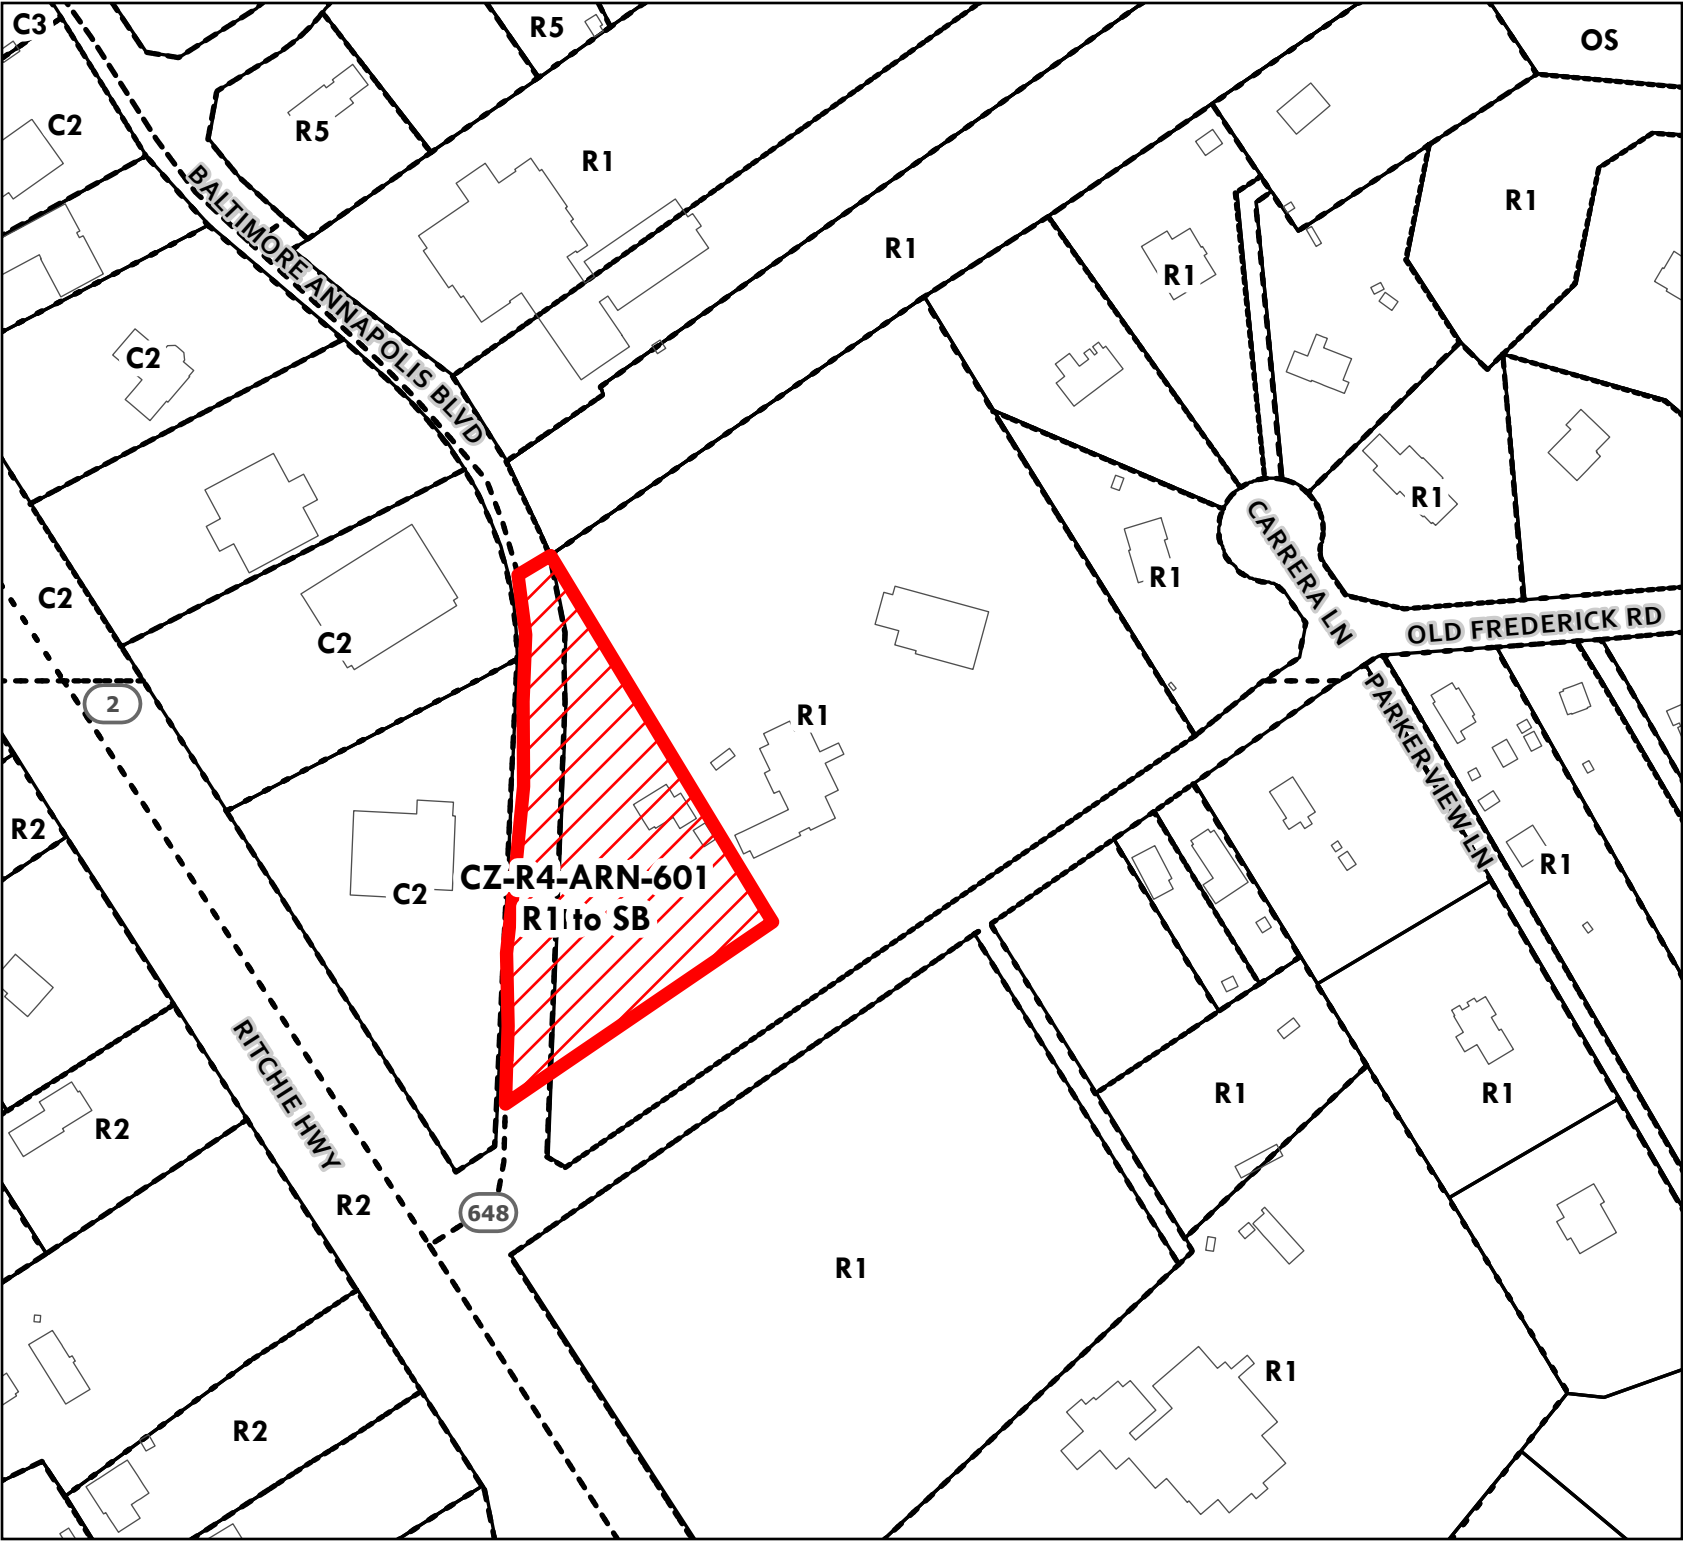 C3
R5
OS
C2
R5
R1
R1
BALTIMORE ANNAPOLIS BLVD
R1
R1
C2
R1
CARRERA LN
R1
C2
OLD FREDERICK RD
C2
2
PARKER VIEW LN
R1
R2
R1
CZ-R4-ARN-601
R1 to SB
C2
RITCHIE HWY
R1
R1
R2
R2
648
R1
R1
R2